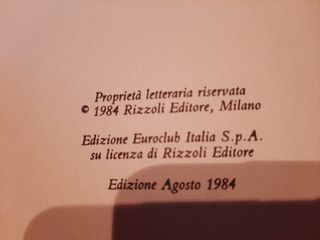 Proprietà letteraria riservata
© 1984 Rizzoli Editore, Milano
Edizione Euroclub Italia S.p.A.
su licenza di Rizzoli Editore
Edizione Agosto 1984